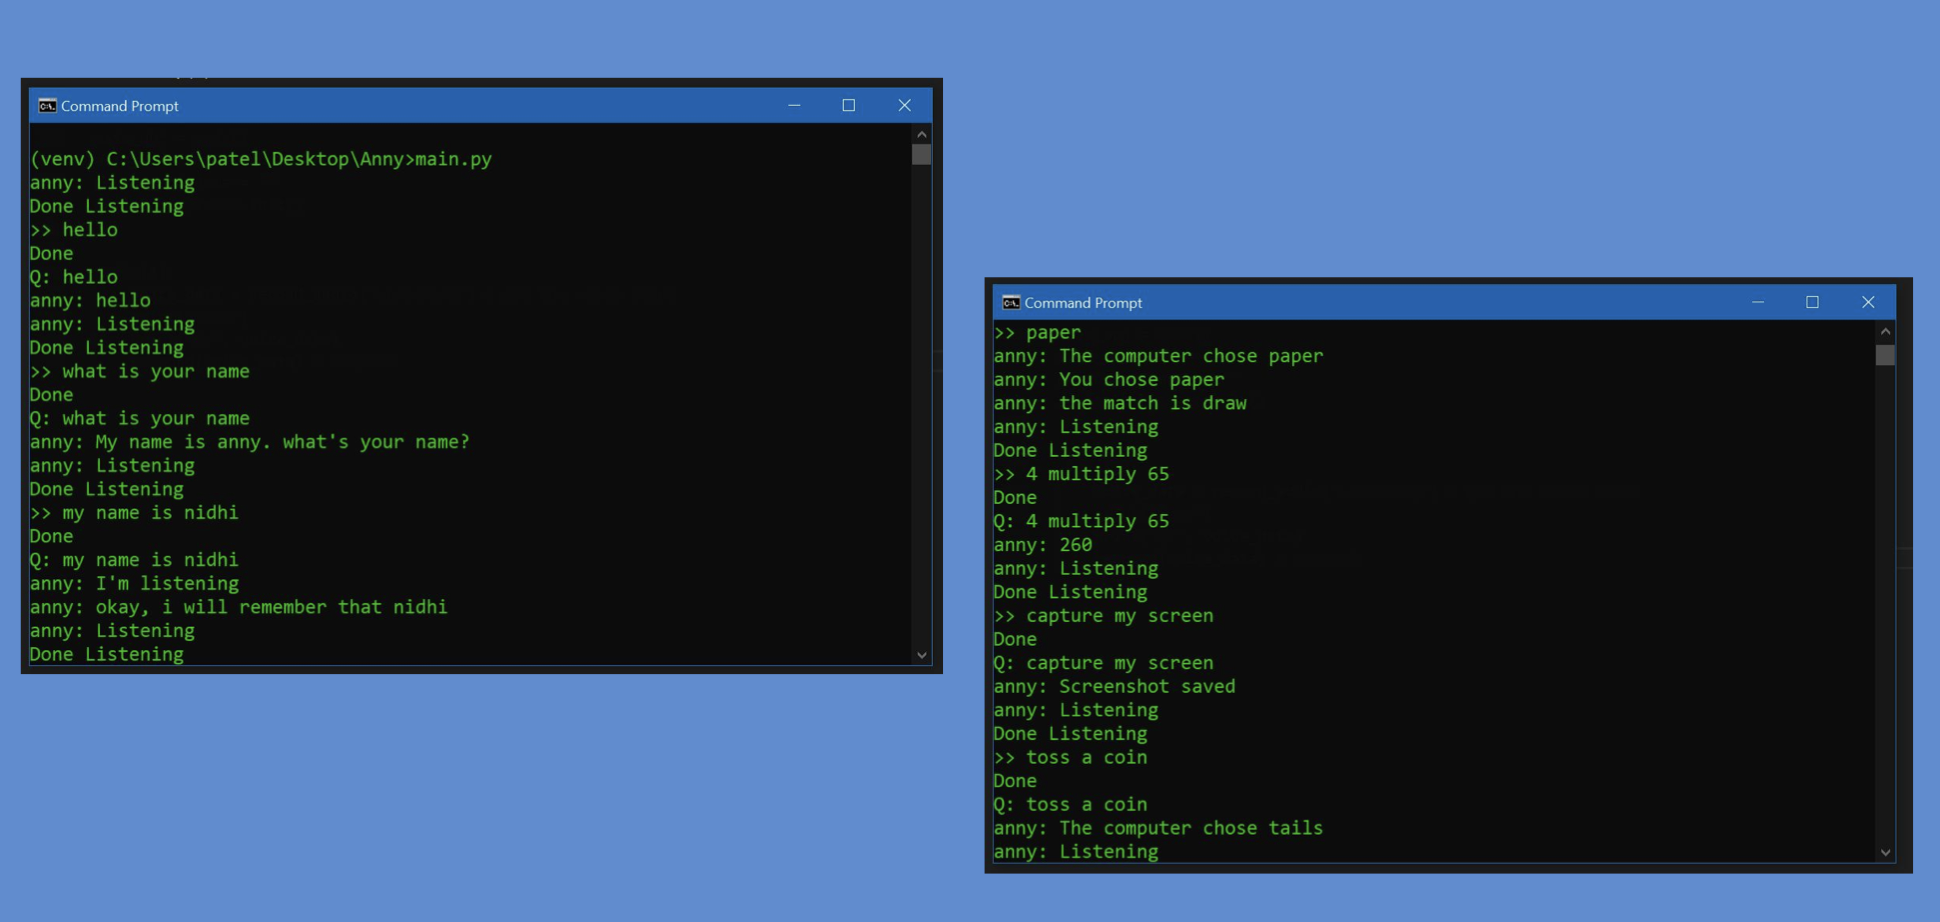 Command Prompt
(venv) C:\Users\patel\Desktop\Anny>main.py
anny: Listening
Done Listening
>> hello
Done
Q: hello
anny: hello
anny: Listening
Done Listening
>> what is your name
Done
Q: what is your name
anny: My name is anny. what's your name?
anny: Listening
Done Listening
>> my name is nidhi
Done
Q: my name is nidhi
anny: I'm listening
anny: okay, i will remember that nidhi
anny: Listening
Done Listening
Command Prompt
>> paper
anny: The computer chose paper
anny: You chose paper
anny: the match is draw
anny: Listening
Done Listening
>> 4 multiply 65
Done
Q: 4 multiply 65
anny: 260
anny: Listening
Done Listening
>> capture my screen
Done
Q: capture my screen
anny: Screenshot saved
anny: Listening
Done Listening
>> toss a coin
Done
Q: toss a coin
anny: The computer chose tails
anny: Listening